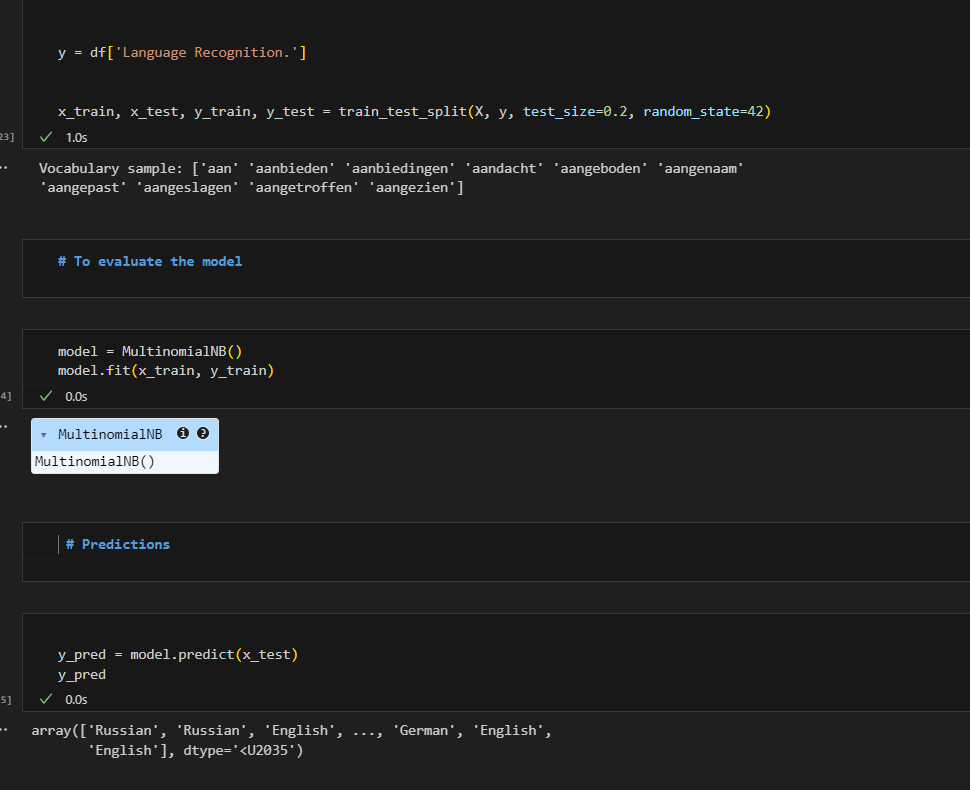 y = df['Language Recognition.']
x_train, x_test, y_train, y_test = train_test_split(X, y, test_size=0.2, random_state=42)
23]
1.0s
Vocabulary sample: ['aan' 'aanbieden' 'aanbiedingen' 'aandacht' 'aangeboden' 'aangenaam'
'aangepast' 'aangeslagen' 'aangetroffen' 'aangezien']
# To evaluate the model
model = MultinomialNB()
model.fit(x_train, y_train)
4]
0.0s
MultinomialNB i ?
MultinomialNB()
# Predictions
y_pred = model.predict(x_test)
y_pred
5]
0.0s
array(['Russian', 'Russian', 'English', ..., 'German', 'English',
'English'], dtype='<U2035')